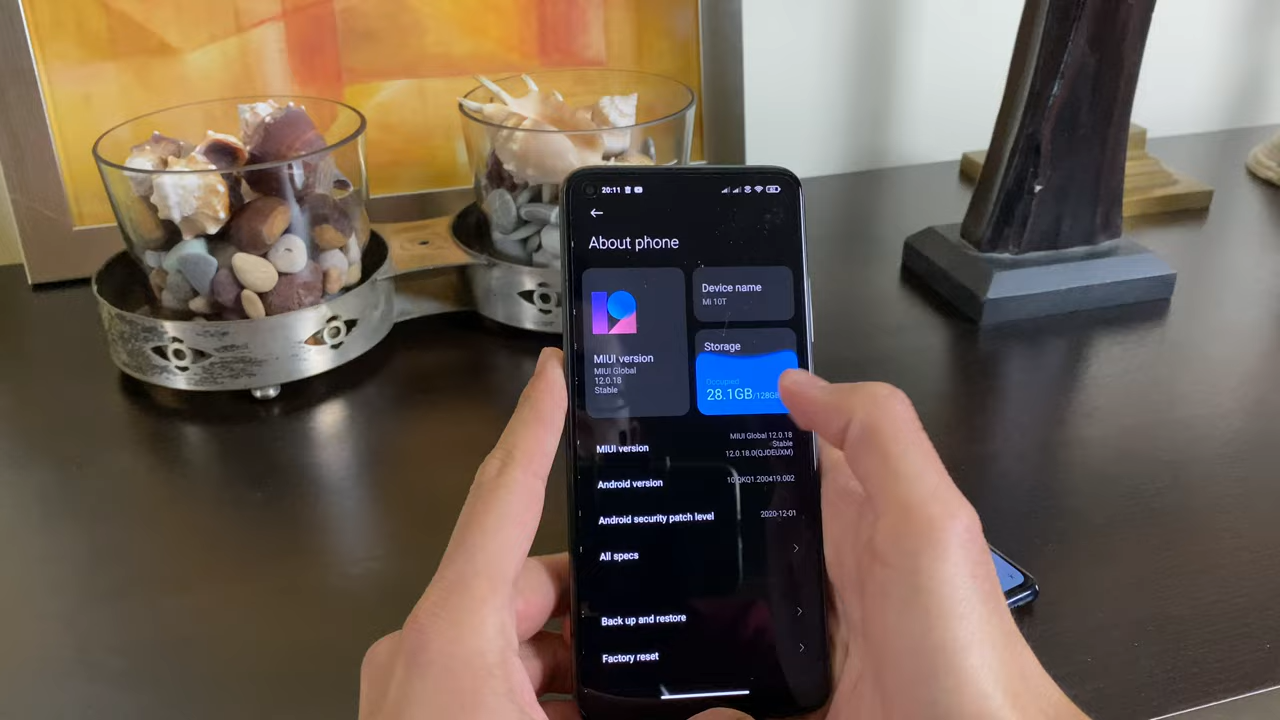 20:11
About phone
Device name
Mi 10T
MIUI version
MIUI Global
12.0.18
Stable
Storage
Occupied
28.1GB/128GB
MIUI version
MIUI Global 12.0.18
Stable
12.0.18.0(QJDEUXM)
Android version
10 QKQ1.200419.002
Android security patch level
2020-12-01
All specs
Back up and restore
Factory reset